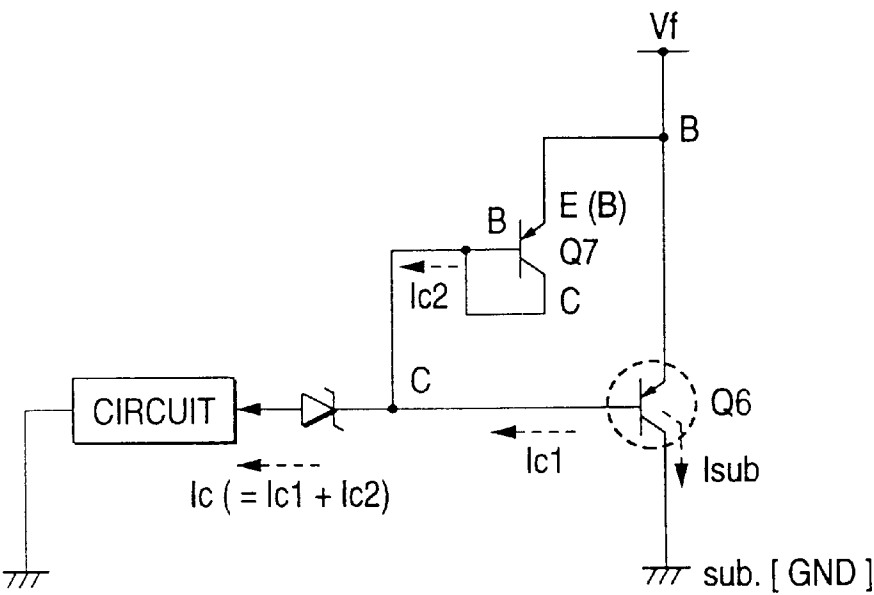 Vf
B
E (B)
B
Q7
Ic2
C
C
CIRCUIT
Q6
Ic1
Isub
Ic ( = Ic1 + Ic2)
sub. [ GND ]